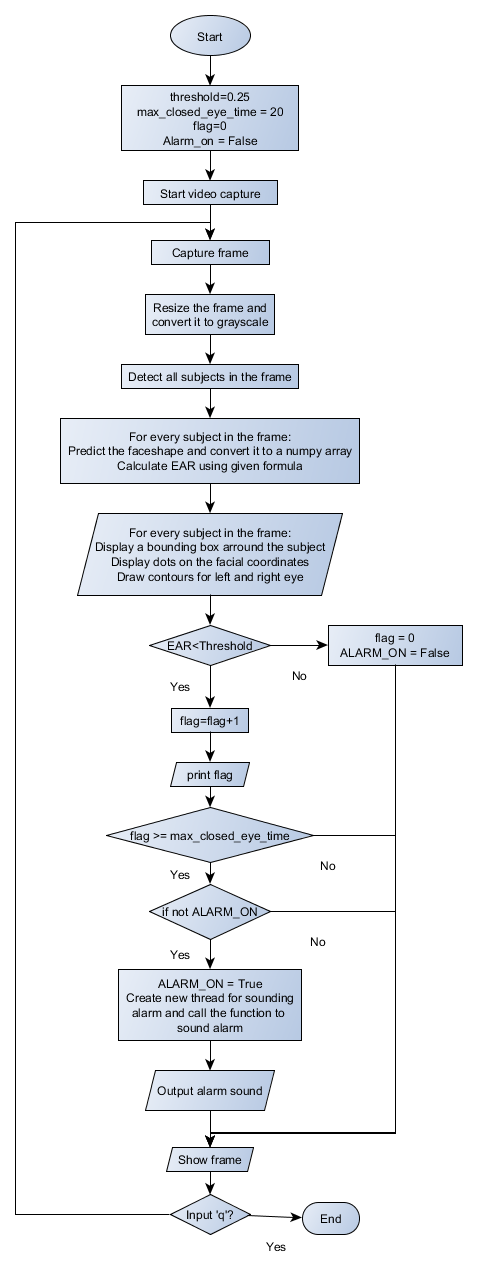 Start
threshold=0.25
max_closed_eye_time = 20
flag=0
Alarm_on = False
Start video capture
Capture frame
Resize the frame and
convert it to grayscale
Detect all subjects in the frame
For every subject in the frame:
Predict the faceshape and convert it to a numpy array
Calculate EAR using given formula
For every subject in the frame:
Display a bounding box arround the subject
Display dots on the facial coordinates
Draw contours for left and right eye
EAR<Threshold
flag = 0
ALARM_ON = False
No
Yes
flag=flag+1
print flag
flag >= max_closed_eye_time
No
Yes
if not ALARM_ON
No
Yes
ALARM_ON = True
Create new thread for sounding
alarm and call the function to
sound alarm
Output alarm sound
Show frame
Input 'q'?
End
Yes